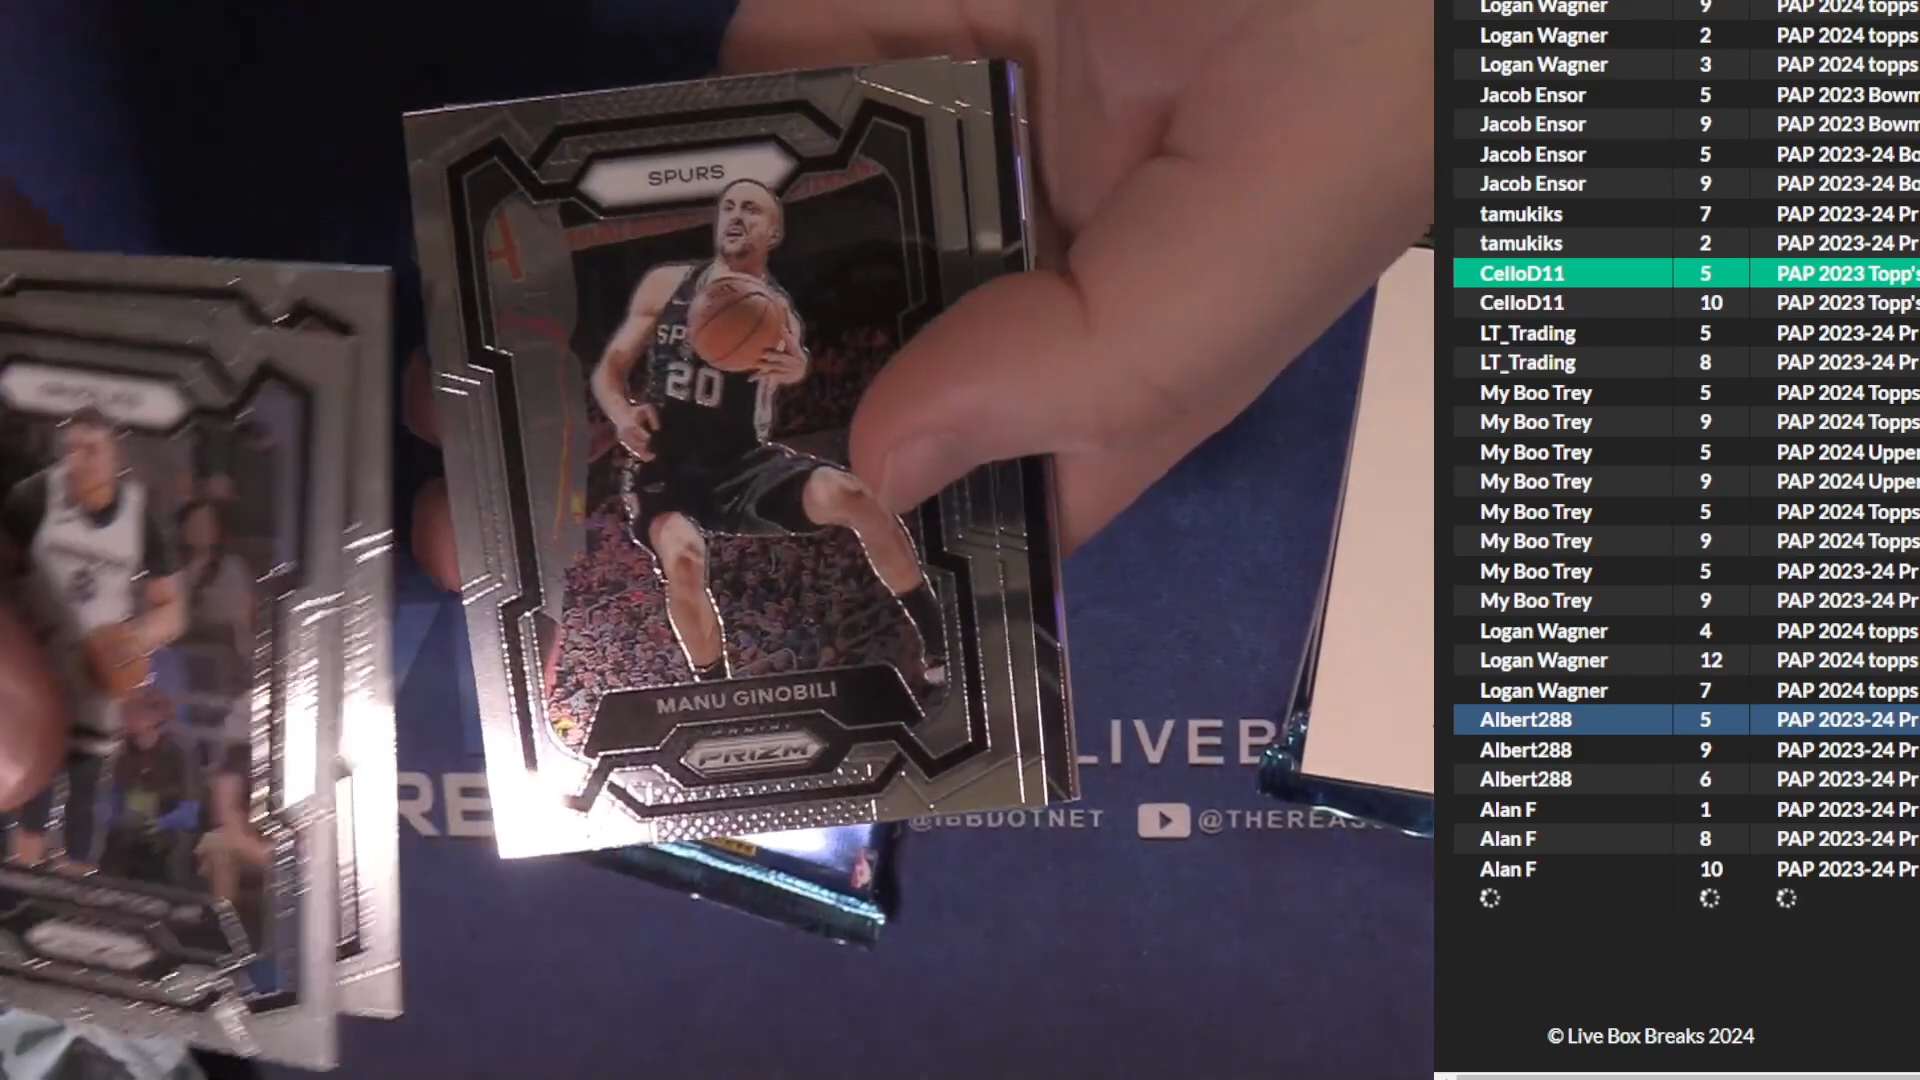 SPURS
SP
20
MANU GINOBILI
PANINI
PRIZM
RE
LIVEB
@IBBDOTNET
@THEREA
Logan Wagner 9 PAP 2024 topps
Logan Wagner 2 PAP 2024 topps
Logan Wagner 3 PAP 2024 topps
Jacob Ensor 5 PAP 2023 Bowm
Jacob Ensor 9 PAP 2023 Bowm
Jacob Ensor 5 PAP 2023-24 Bo
Jacob Ensor 9 PAP 2023-24 Bo
tamukiks 7 PAP 2023-24 Pr
tamukiks 2 PAP 2023-24 Pr
CelloD11 5 PAP 2023 Topp's
CelloD11 10 PAP 2023 Topp's
LT_Trading 5 PAP 2023-24 Pr
LT_Trading 8 PAP 2023-24 Pr
My Boo Trey 5 PAP 2024 Topps
My Boo Trey 9 PAP 2024 Topps
My Boo Trey 5 PAP 2024 Upper
My Boo Trey 9 PAP 2024 Upper
My Boo Trey 5 PAP 2024 Topps
My Boo Trey 9 PAP 2024 Topps
My Boo Trey 5 PAP 2023-24 Pr
My Boo Trey 9 PAP 2023-24 Pr
Logan Wagner 4 PAP 2024 topps
Logan Wagner 12 PAP 2024 topps
Logan Wagner 7 PAP 2024 topps
Albert288 5 PAP 2023-24 Pr
Albert288 9 PAP 2023-24 Pr
Albert288 6 PAP 2023-24 Pr
Alan F 1 PAP 2023-24 Pr
Alan F 8 PAP 2023-24 Pr
Alan F 10 PAP 2023-24 Pr
© Live Box Breaks 2024